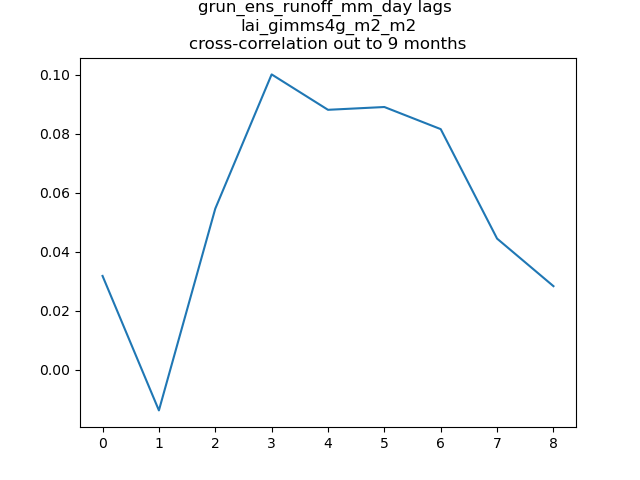 grun_ens_runoff_mm_day lags
lai_gimms4g_m2_m2
cross-correlation out to 9 months
0.10
0.08
0.06
0.04
0.02
0.00
0 1 2 3 4 5 6 7 8